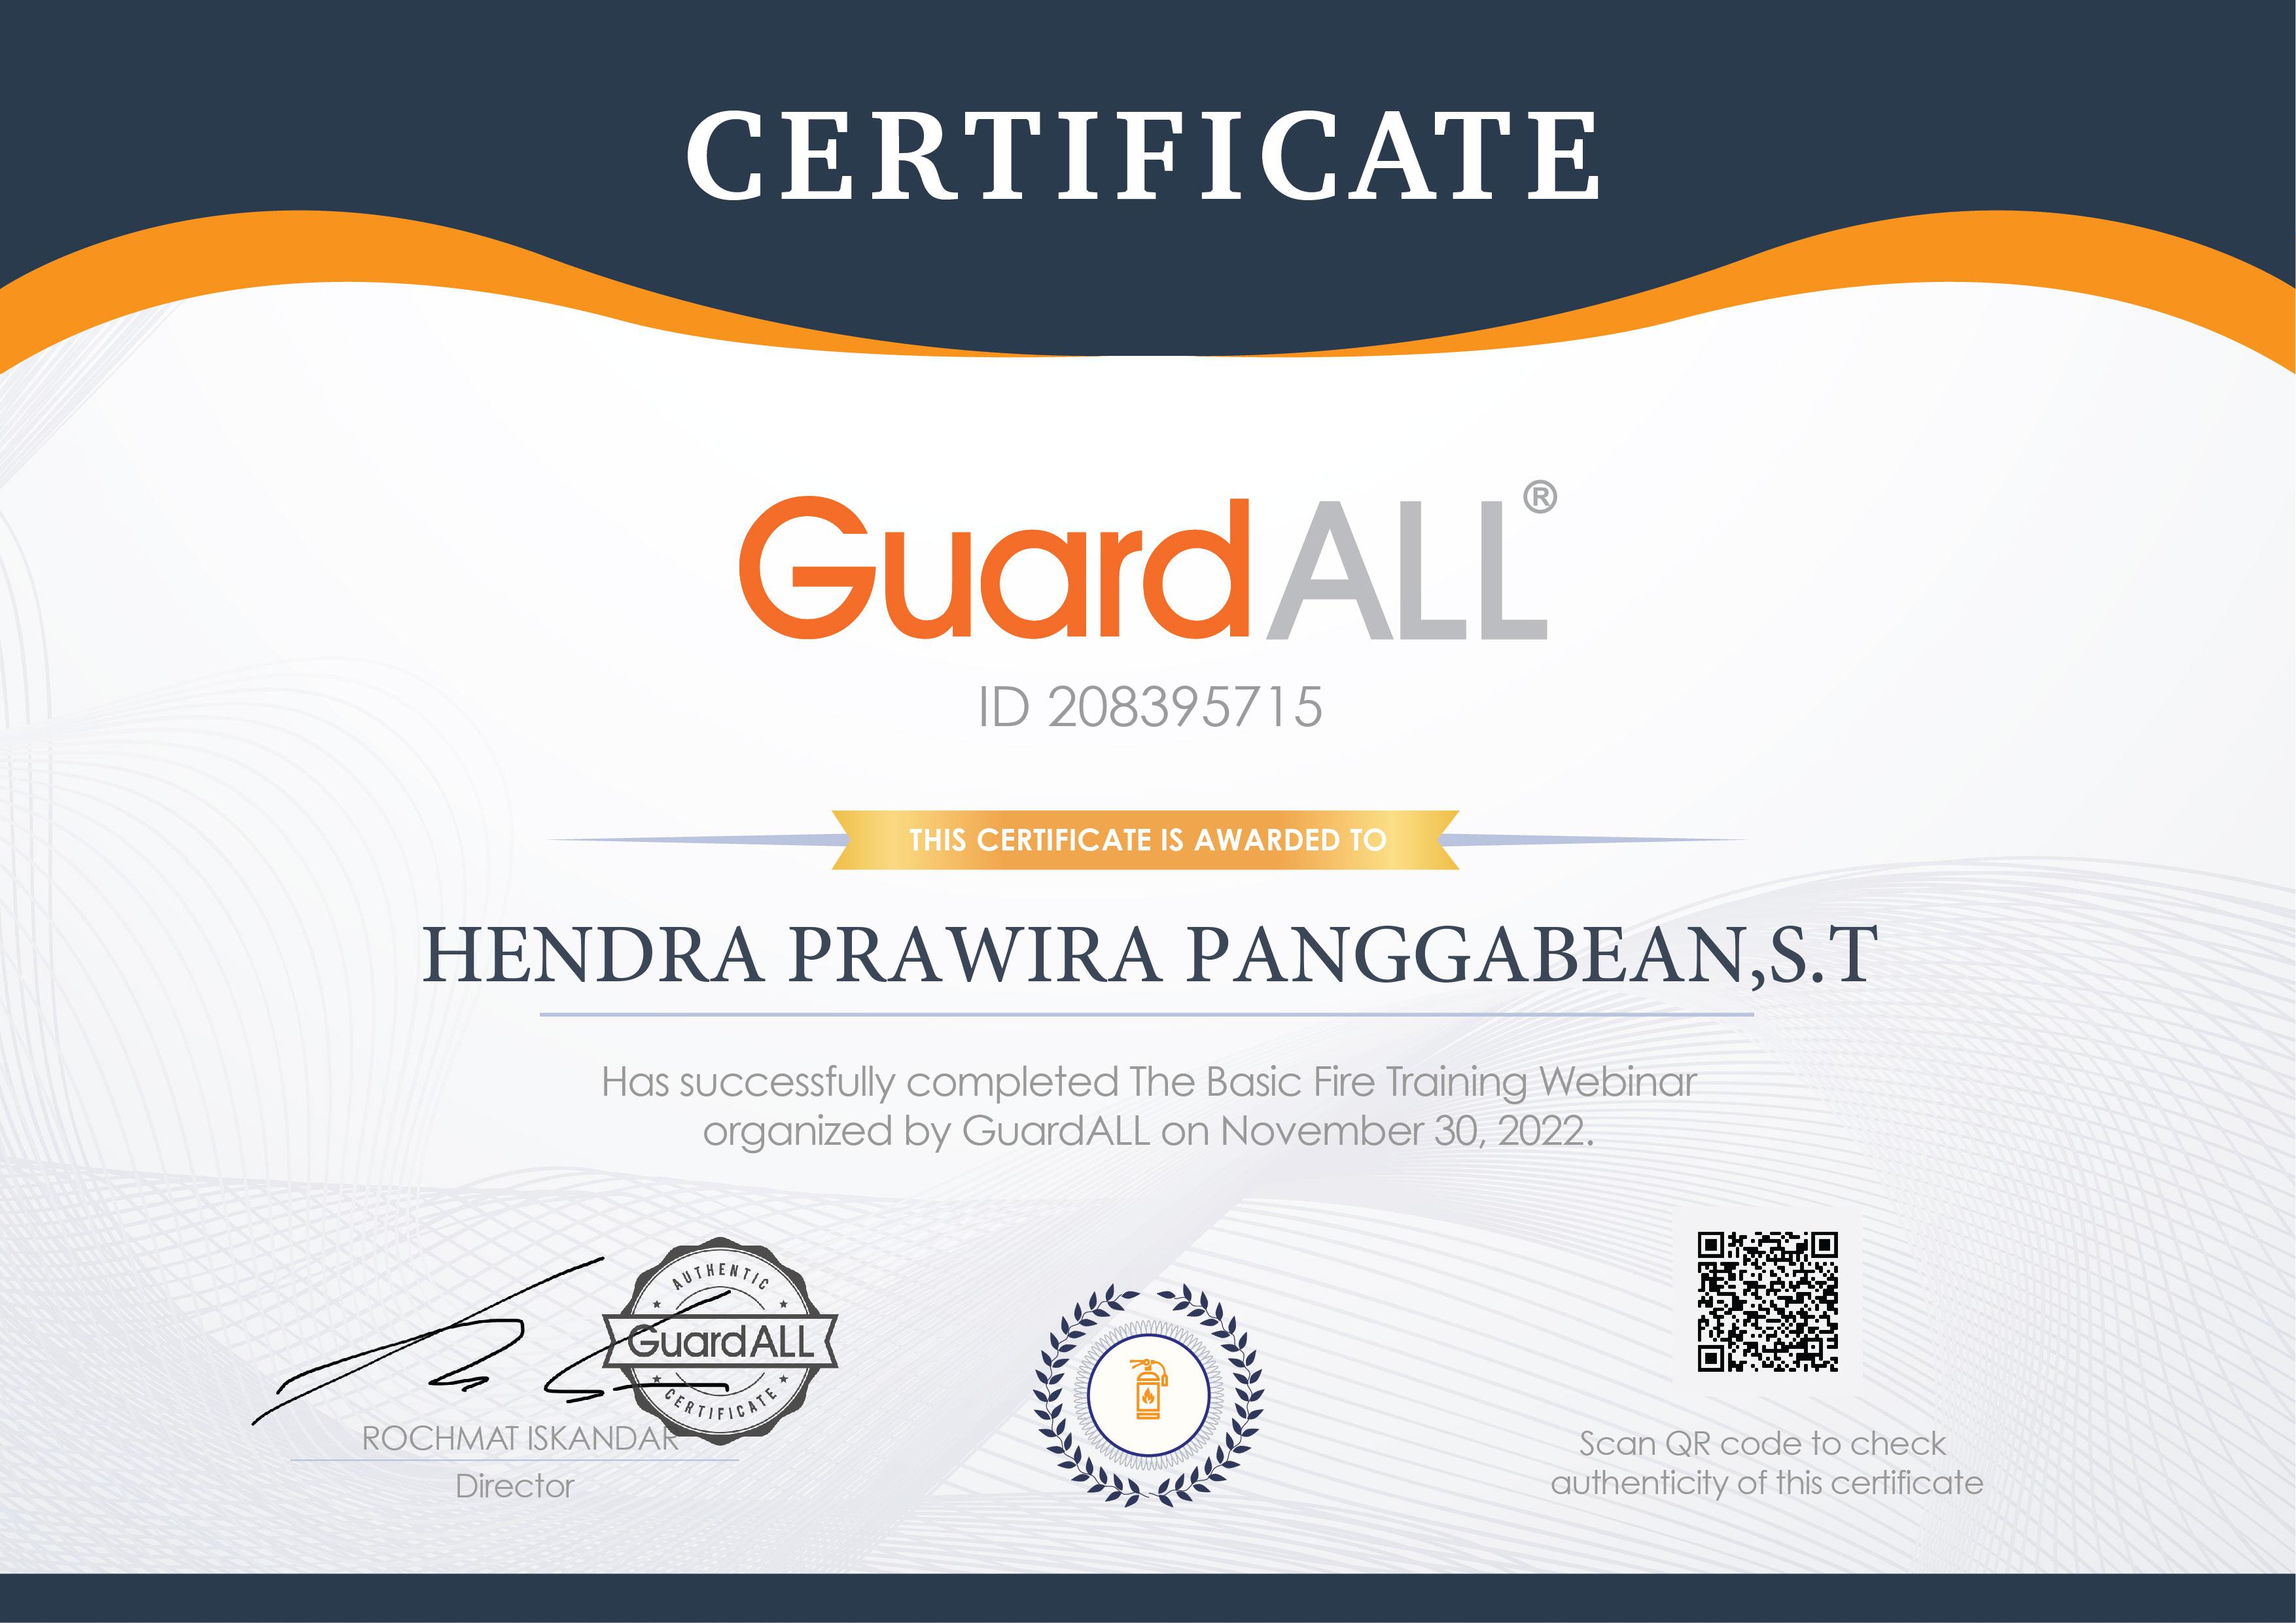 CERTIFICATE
GuardALL®
ID 208395715
THIS CERTIFICATE IS AWARDED TO
HENDRA PRAWIRA PANGGABEAN,S.T
Has successfully completed The Basic Fire Training Webinar
organized by GuardALL on November 30, 2022.
AUTHENTIC
GuardALL
CERTIFICATE
ROCHMAT ISKANDAR
Director
Scan QR code to check
authenticity of this certificate